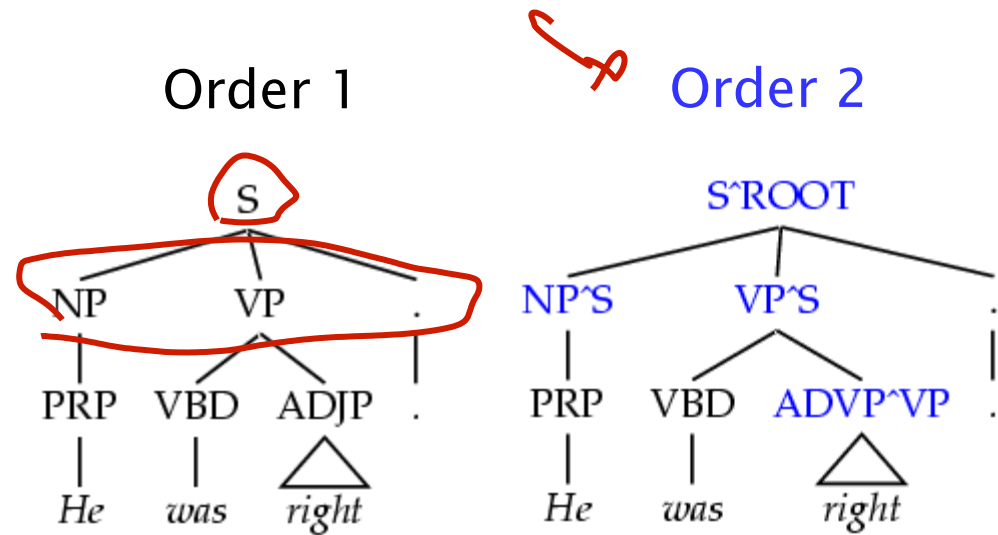 Order 1
Order 2
S
S^ROOT
NP VP .
NP^S VP^S .
PRP VBD ADJP .
PRP VBD ADVP^VP .
He was right
He was right